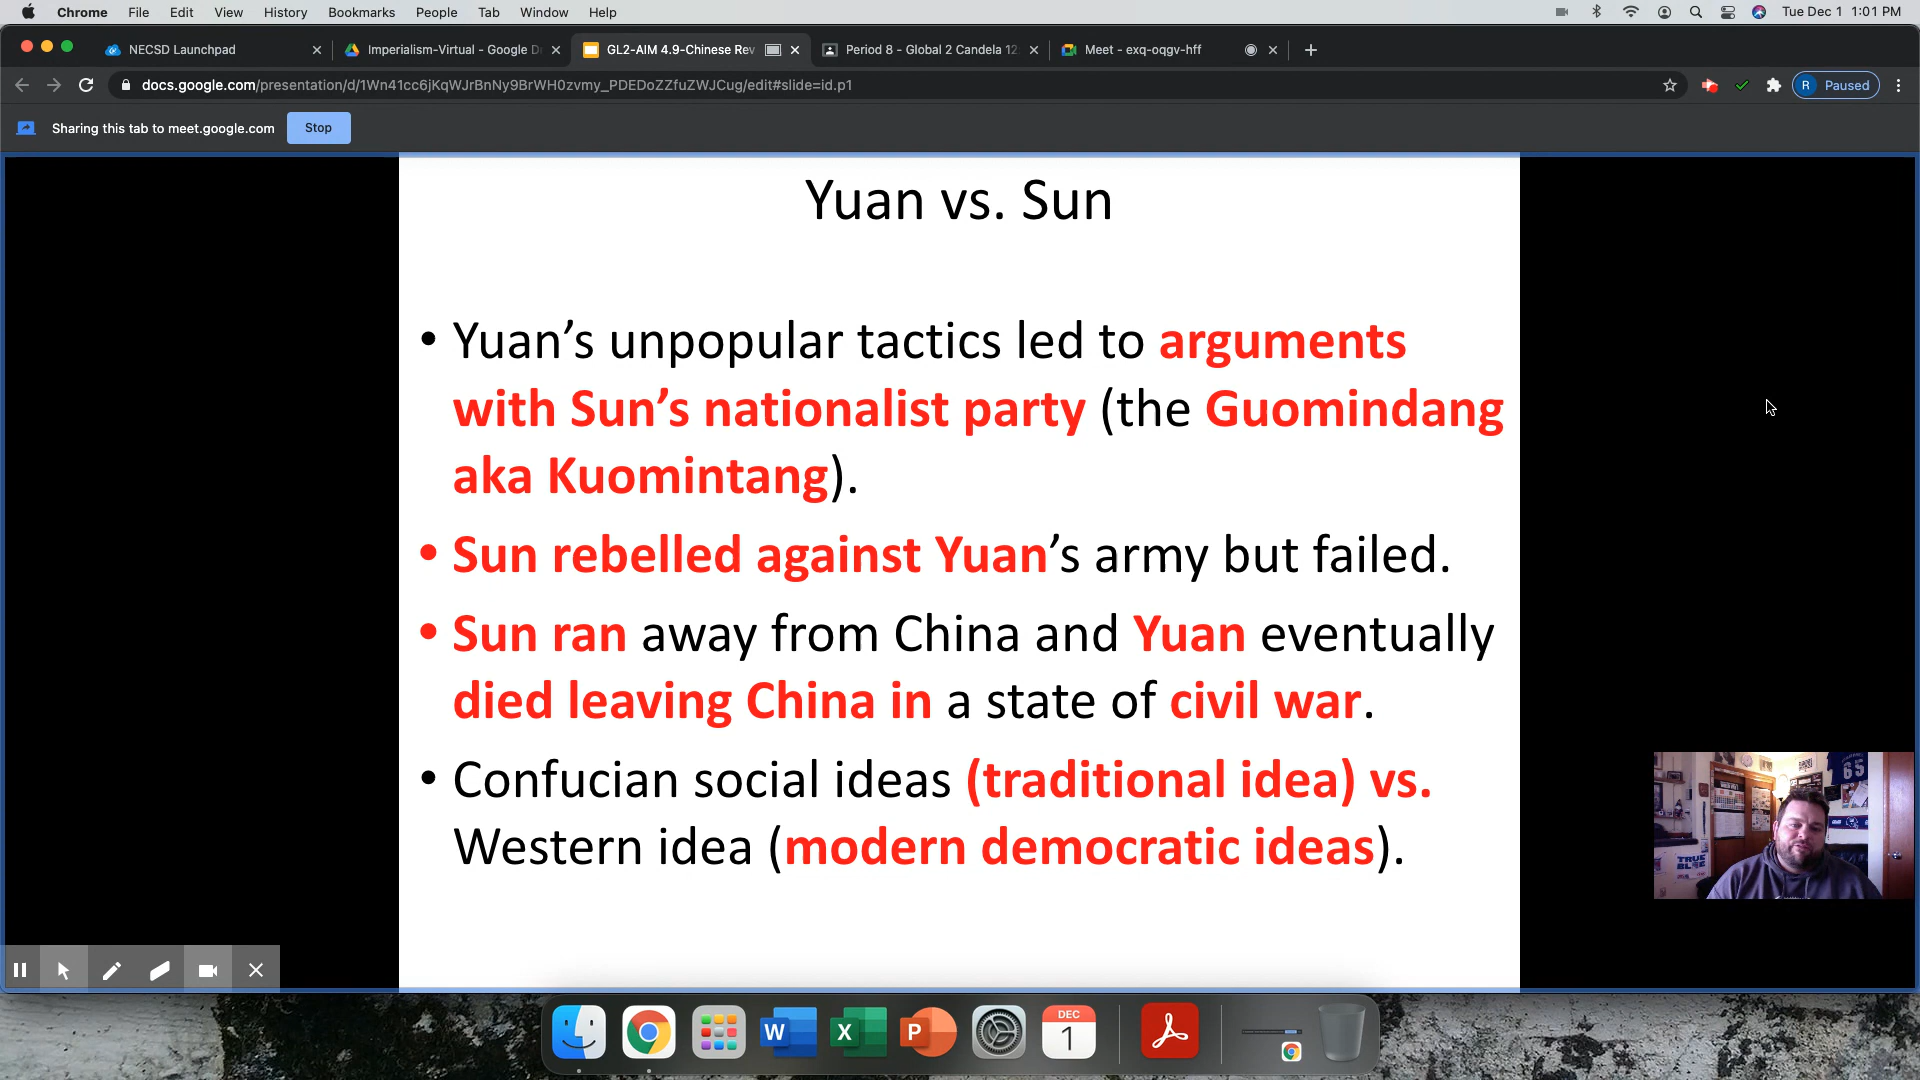 Chrome File Edit View History Bookmarks People Tab Window Help Tue Dec 1 1:01 PM
NECSD Launchpad Imperialism-Virtual - Google D GL2-AIM 4.9-Chinese Rev Period 8 - Global 2 Candela 12 Meet - exq-oqgv-hff
docs.google.com/presentation/d/1Wn41cc6jKqWJrBnNy9BrWH0zvmy_PDEDoZZfuZWJCug/edit#slide=id.p1 R Paused
Sharing this tab to meet.google.com Stop
Yuan vs. Sun
• Yuan’s unpopular tactics led to arguments
with Sun’s nationalist party (the Guomindang
aka Kuomintang).
• Sun rebelled against Yuan’s army but failed.
• Sun ran away from China and Yuan eventually
died leaving China in a state of civil war.
• Confucian social ideas (traditional idea) vs.
Western idea (modern democratic ideas).
65
TRUE
BLUE
W X P DEC
1